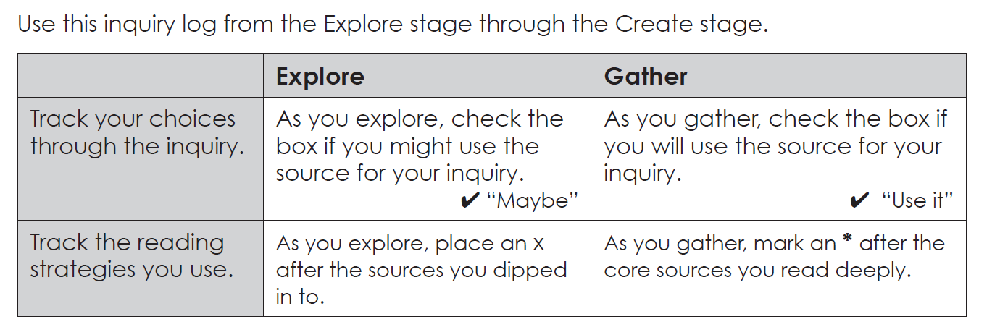 Use this inquiry log from the Explore stage through the Create stage.
Explore
Gather
Track your choices
through the inquiry.
As you explore, check the
box if you might use the
source for your inquiry.
✔ “Maybe”
As you gather, check the box if
you will use the source for your
inquiry.
✔ “Use it”
Track the reading
strategies you use.
As you explore, place an X
after the sources you dipped
in to.
As you gather, mark an * after the
core sources you read deeply.